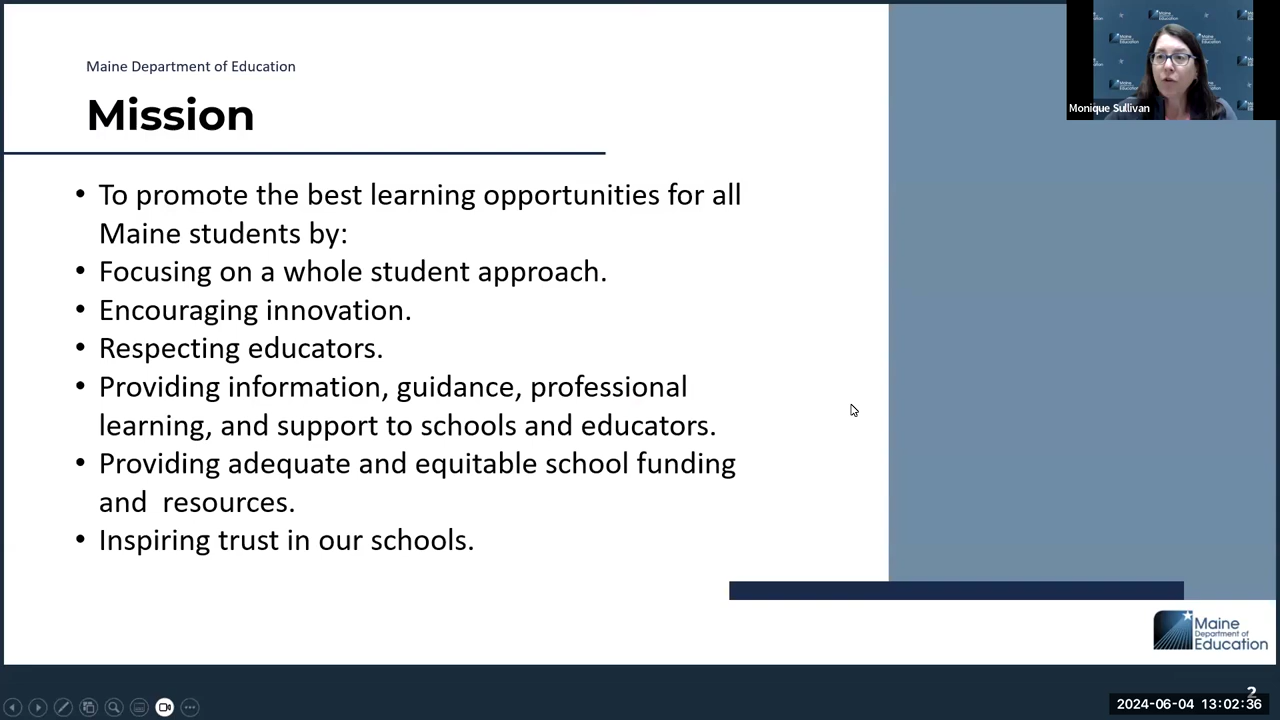 Maine Department of Education
Mission
• To promote the best learning opportunities for all
Maine students by:
• Focusing on a whole student approach.
• Encouraging innovation.
• Respecting educators.
• Providing information, guidance, professional
learning, and support to schools and educators.
• Providing adequate and equitable school funding
and  resources.
• Inspiring trust in our schools.
Monique Sullivan
Maine
Department of
Education
2
2024-06-04 13:02:36